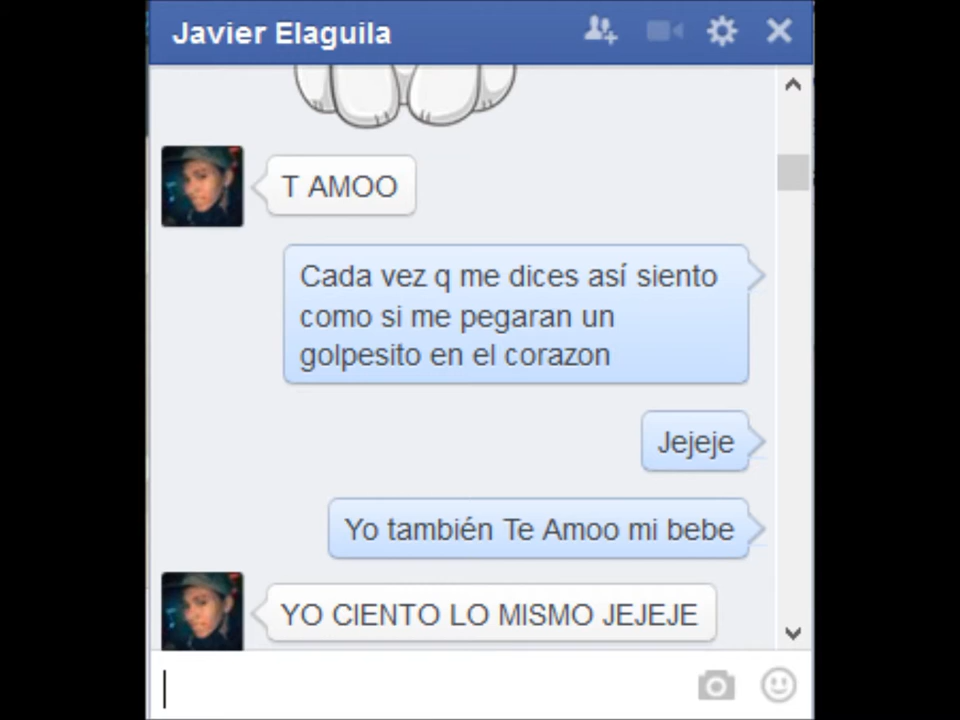 Javier Elaguila
T AMOO
Cada vez q me dices así siento
como si me pegaran un
golpesito en el corazon
Jejeje
Yo también Te Amoo mi bebe
YO CIENTO LO MISMO JEJEJE